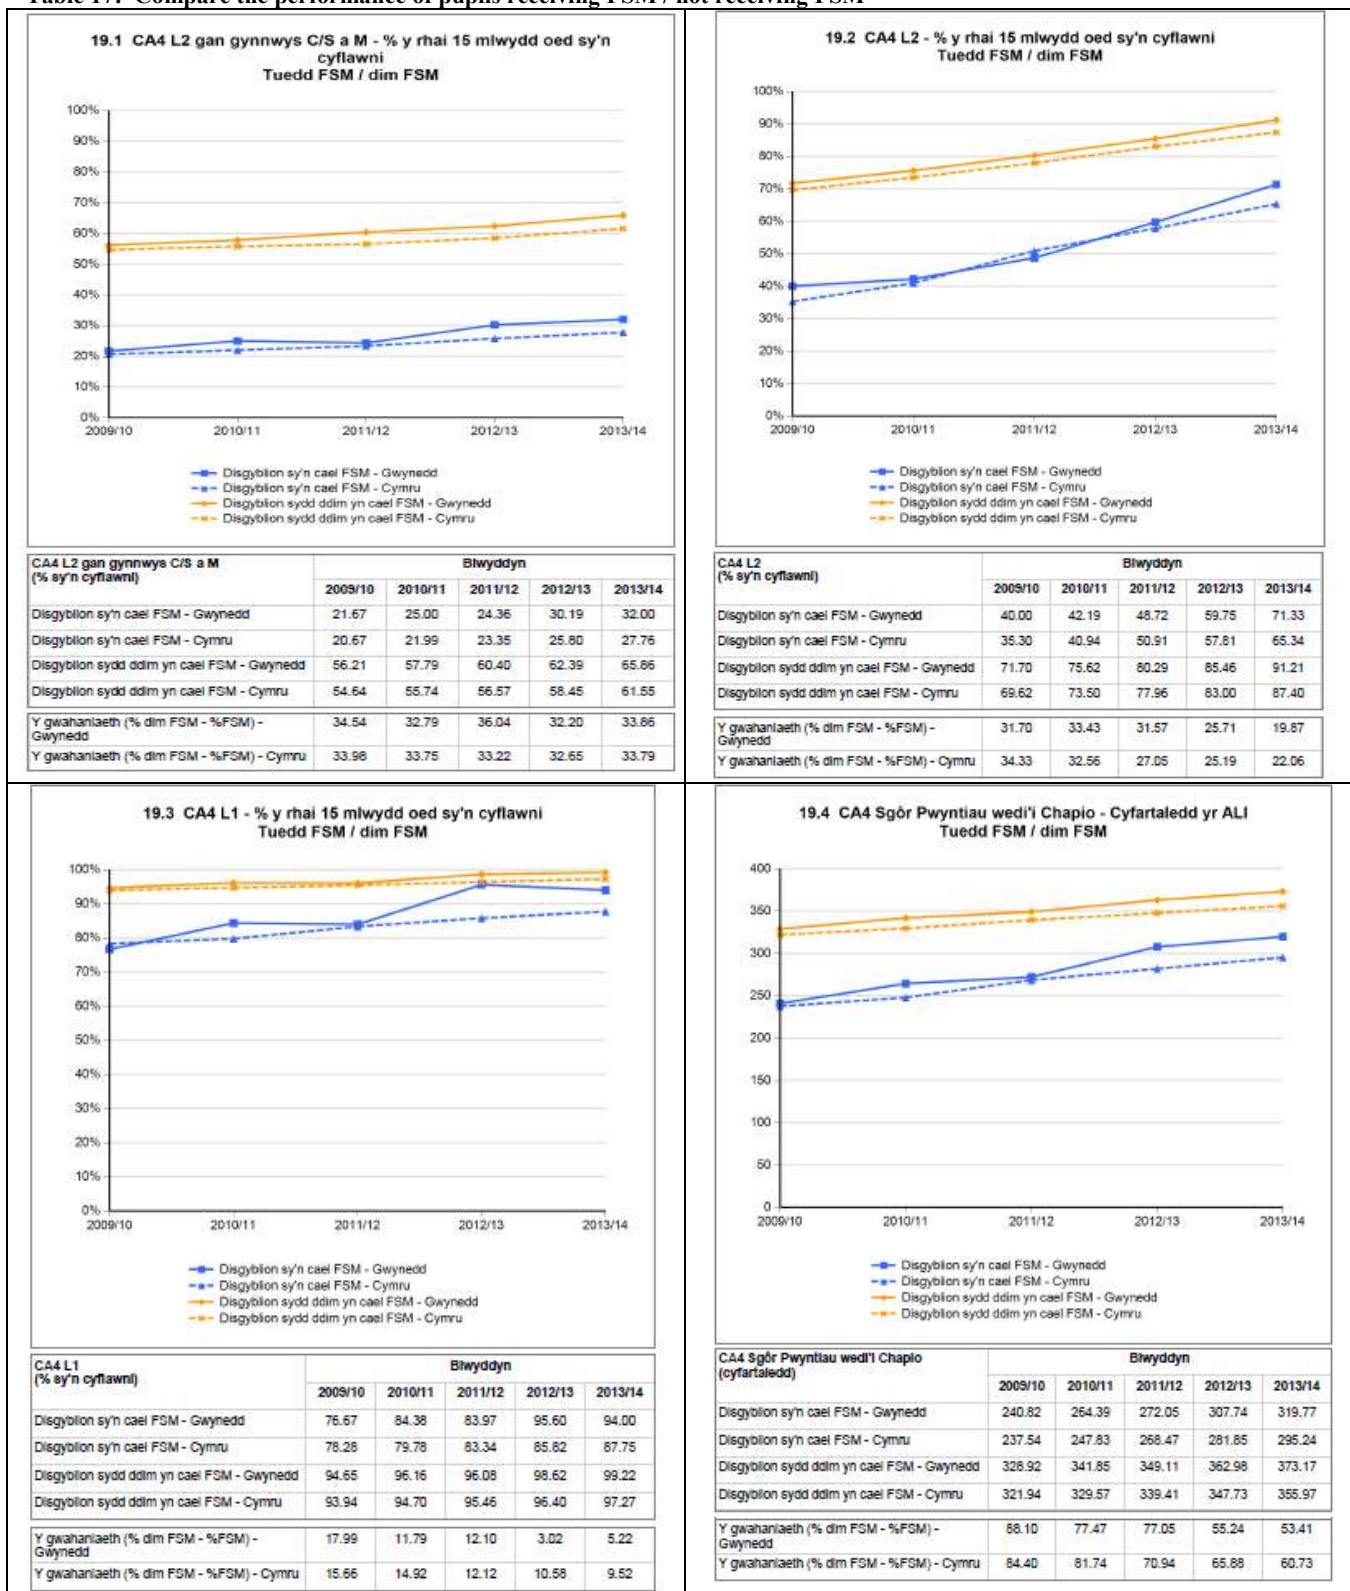 Table 17: Compare the performance of pupils receiving FSM / not receiving FSM
19.1 CA4 L2 gan gynnwys C/S a M - % y rhai 15 mlwydd oed sy'n
cyflawni
Tuedd FSM / dim FSM
100%
90%
80%
70%
60%
50%
40%
30%
20%
10%
0%
2009/10 2010/11 2011/12 2012/13 2013/14
Disgyblion sy'n cael FSM - Gwynedd
Disgyblion sy'n cael FSM - Cymru
Disgyblion sydd ddim yn cael FSM - Gwynedd
Disgyblion sydd ddim yn cael FSM - Cymru
CA4 L2 gan gynnwys C/S a M
(% sy'n cyflawni)
Blwyddyn
2009/10 2010/11 2011/12 2012/13 2013/14
Disgyblion sy'n cael FSM - Gwynedd 21.67 25.00 24.36 30.19 32.00
Disgyblion sy'n cael FSM - Cymru 20.67 21.99 23.35 25.80 27.76
Disgyblion sydd ddim yn cael FSM - Gwynedd 56.21 57.79 60.40 62.39 65.86
Disgyblion sydd ddim yn cael FSM - Cymru 54.64 55.74 56.57 58.45 61.55
Y gwahaniaeth (% dim FSM - %FSM) -
Gwynedd 34.54 32.79 36.04 32.20 33.86
Y gwahaniaeth (% dim FSM - %FSM) - Cymru 33.98 33.75 33.22 32.65 33.79
19.2 CA4 L2 - % y rhai 15 mlwydd oed sy'n cyflawni
Tuedd FSM / dim FSM
100%
90%
80%
70%
60%
50%
40%
30%
20%
10%
0%
2009/10 2010/11 2011/12 2012/13 2013/14
Disgyblion sy'n cael FSM - Gwynedd
Disgyblion sy'n cael FSM - Cymru
Disgyblion sydd ddim yn cael FSM - Gwynedd
Disgyblion sydd ddim yn cael FSM - Cymru
CA4 L2
(% sy'n cyflawni)
Blwyddyn
2009/10 2010/11 2011/12 2012/13 2013/14
Disgyblion sy'n cael FSM - Gwynedd 40.00 42.19 48.72 59.75 71.33
Disgyblion sy'n cael FSM - Cymru 35.30 40.94 50.91 57.81 65.34
Disgyblion sydd ddim yn cael FSM - Gwynedd 71.70 75.62 80.29 85.46 91.21
Disgyblion sydd ddim yn cael FSM - Cymru 69.62 73.50 77.96 83.00 87.40
Y gwahaniaeth (% dim FSM - %FSM) -
Gwynedd 31.70 33.43 31.57 25.71 19.87
Y gwahaniaeth (% dim FSM - %FSM) - Cymru 34.33 32.56 27.05 25.19 22.06
19.3 CA4 L1 - % y rhai 15 mlwydd oed sy'n cyflawni
Tuedd FSM / dim FSM
100%
90%
80%
70%
60%
50%
40%
30%
20%
10%
0%
2009/10 2010/11 2011/12 2012/13 2013/14
Disgyblion sy'n cael FSM - Gwynedd
Disgyblion sy'n cael FSM - Cymru
Disgyblion sydd ddim yn cael FSM - Gwynedd
Disgyblion sydd ddim yn cael FSM - Cymru
CA4 L1
(% sy'n cyflawni)
Blwyddyn
2009/10 2010/11 2011/12 2012/13 2013/14
Disgyblion sy'n cael FSM - Gwynedd 76.67 84.38 83.97 95.60 94.00
Disgyblion sy'n cael FSM - Cymru 78.28 79.78 83.34 85.82 87.75
Disgyblion sydd ddim yn cael FSM - Gwynedd 94.65 96.16 96.08 98.62 99.22
Disgyblion sydd ddim yn cael FSM - Cymru 93.94 94.70 95.46 96.40 97.27
Y gwahaniaeth (% dim FSM - %FSM) -
Gwynedd 17.99 11.79 12.10 3.02 5.22
Y gwahaniaeth (% dim FSM - %FSM) - Cymru 15.66 14.92 12.12 10.58 9.52
19.4 CA4 Sgôr Pwyntiau wedi'i Chapio - Cyfartaledd yr ALl
Tuedd FSM / dim FSM
400
350
300
250
200
150
100
50
0
2009/10 2010/11 2011/12 2012/13 2013/14
Disgyblion sy'n cael FSM - Gwynedd
Disgyblion sy'n cael FSM - Cymru
Disgyblion sydd ddim yn cael FSM - Gwynedd
Disgyblion sydd ddim yn cael FSM - Cymru
CA4 Sgôr Pwyntiau wedi'i Chapio
(cyfartaledd)
Blwyddyn
2009/10 2010/11 2011/12 2012/13 2013/14
Disgyblion sy'n cael FSM - Gwynedd 240.82 264.39 272.05 307.74 319.77
Disgyblion sy'n cael FSM - Cymru 237.54 247.83 268.47 281.85 295.24
Disgyblion sydd ddim yn cael FSM - Gwynedd 328.92 341.85 349.11 362.98 373.17
Disgyblion sydd ddim yn cael FSM - Cymru 321.94 329.57 339.41 347.73 355.97
Y gwahaniaeth (% dim FSM - %FSM) -
Gwynedd 88.10 77.47 77.05 55.24 53.41
Y gwahaniaeth (% dim FSM - %FSM) - Cymru 84.40 81.74 70.94 65.88 60.73